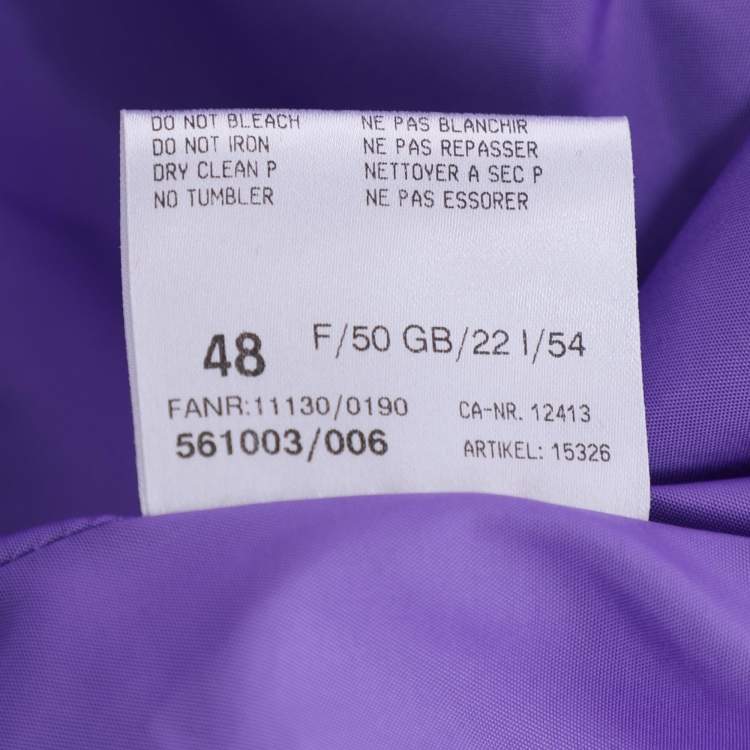 DO NOT BLEACH NE PAS BLANCHIR
DO NOT IRON NE PAS REPASSER
DRY CLEAN P NETTOYER A SEC P
NO TUMBLER NE PAS ESSORER
48 F/50 GB/22 I/54
FANR:11130/0190 CA-NR. 12413
561003/006 ARTIKEL: 15326